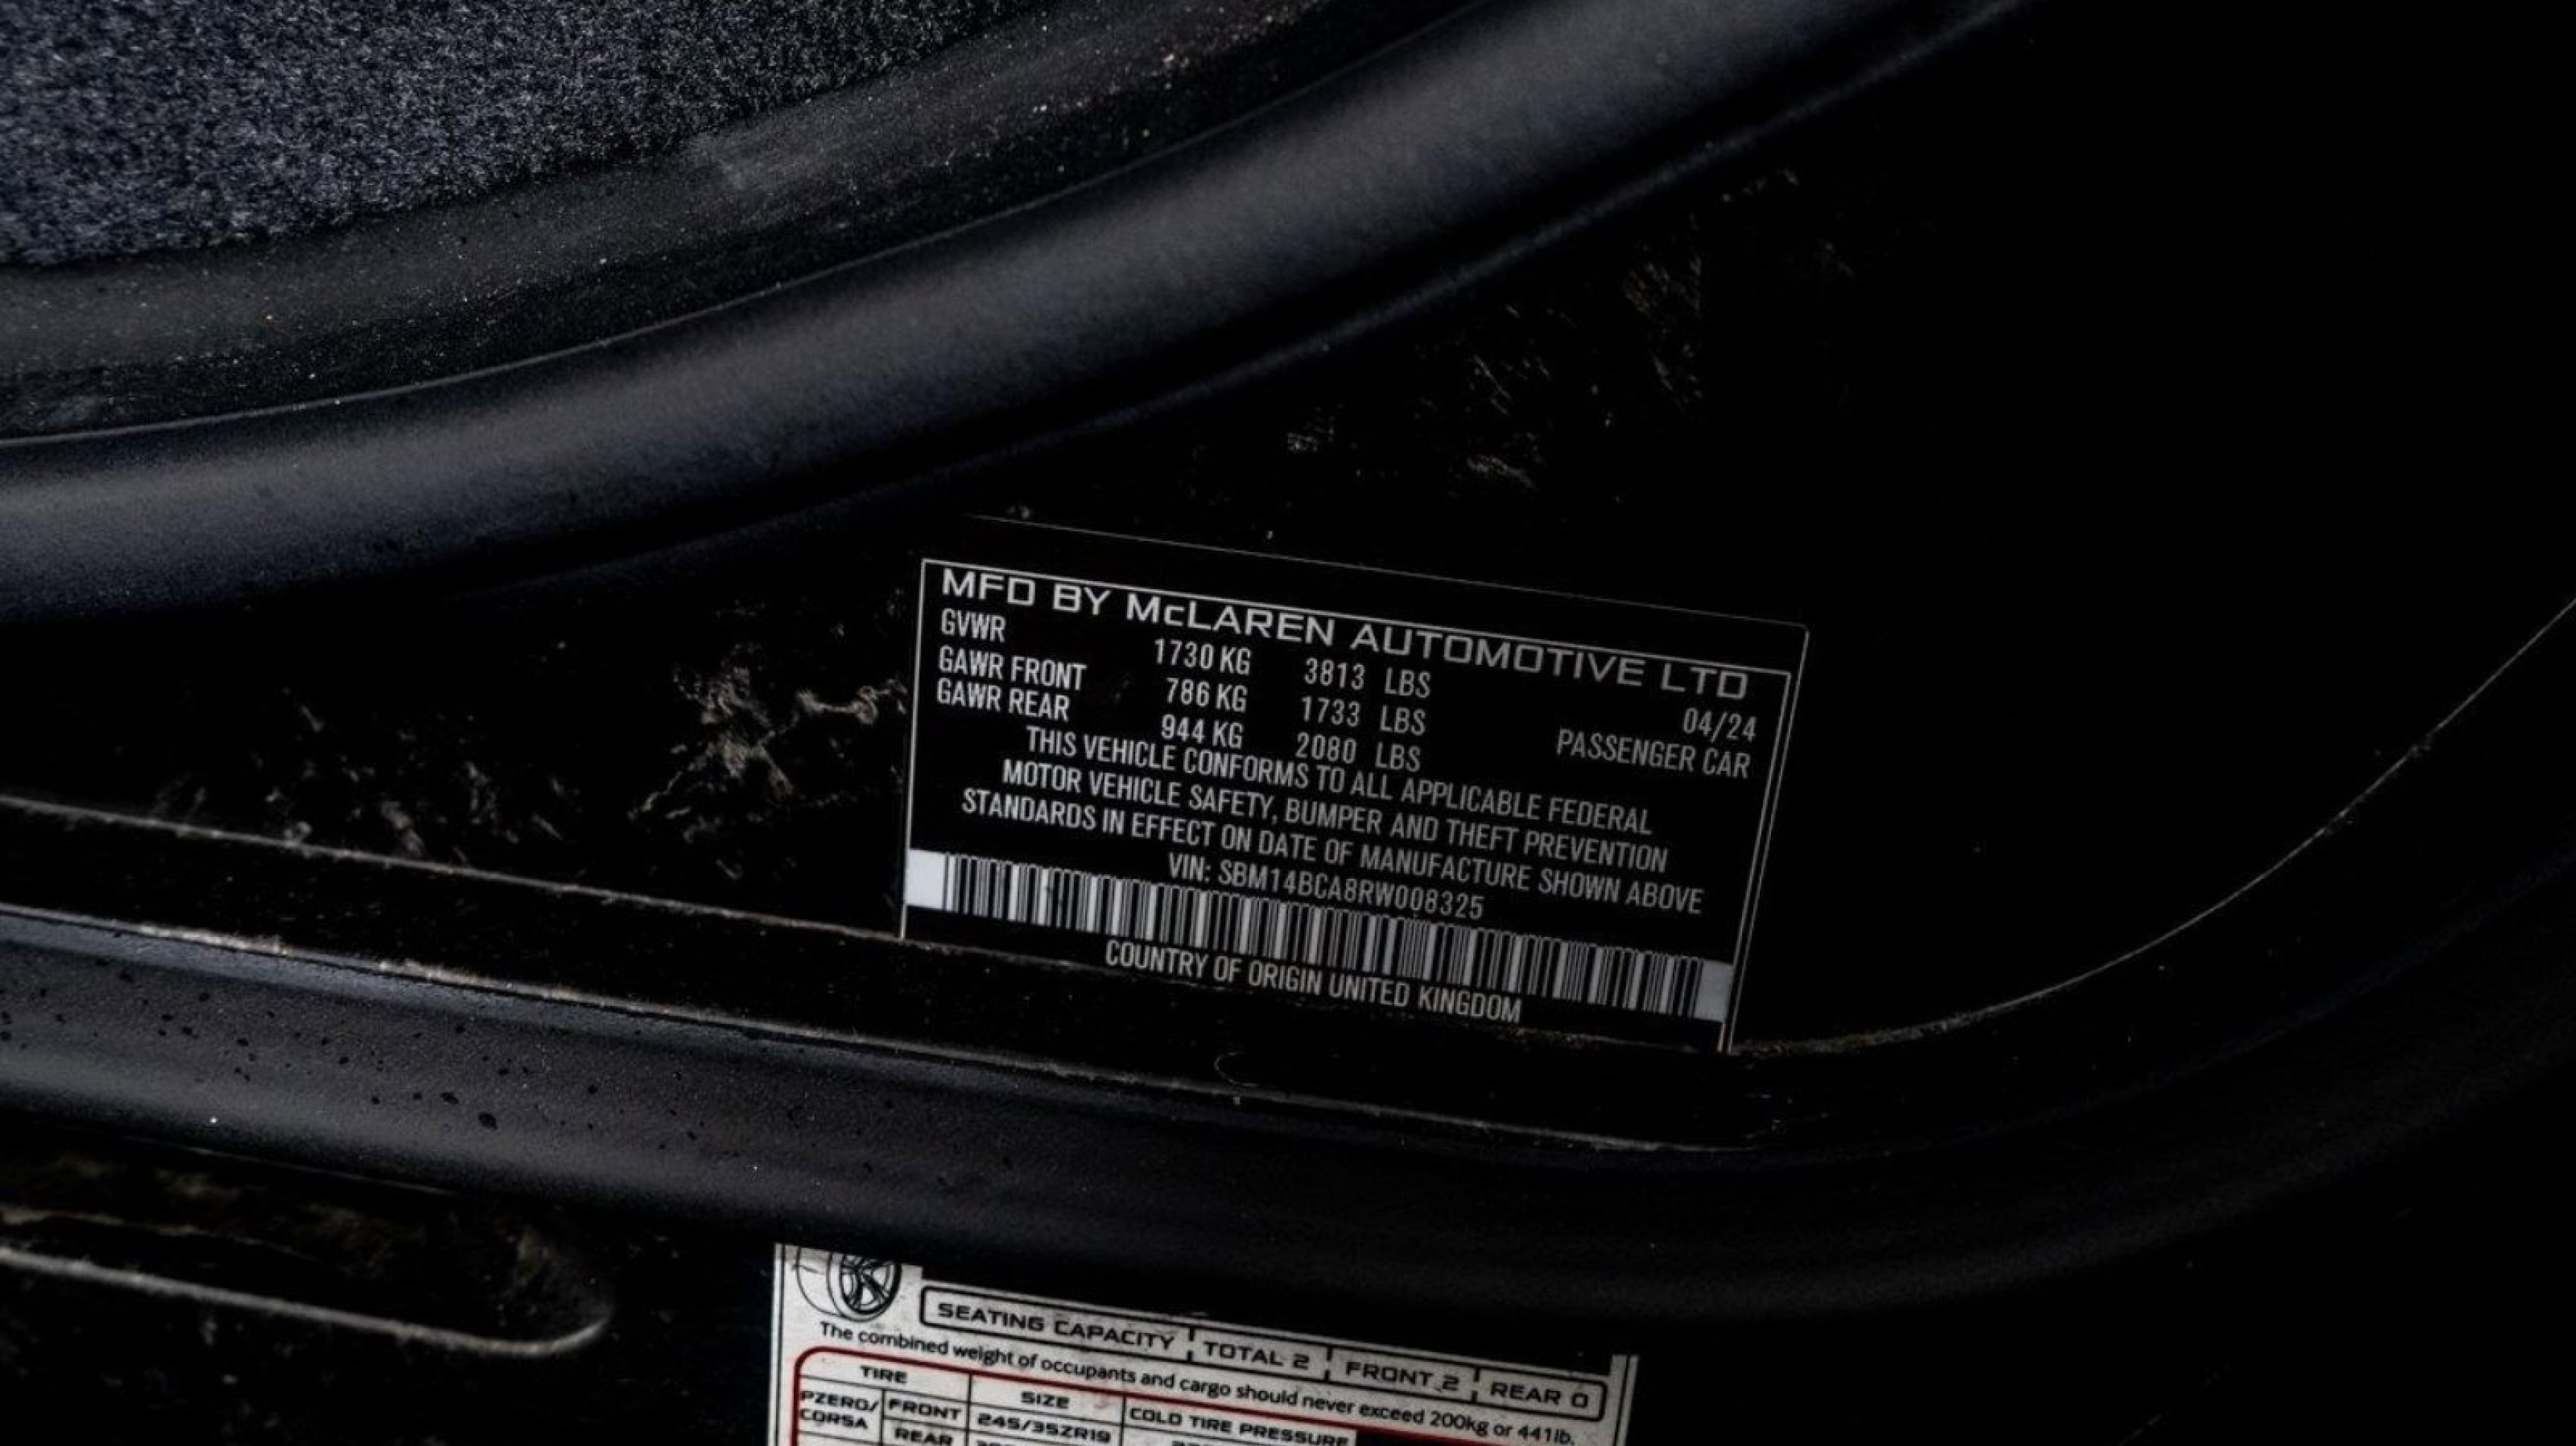 MFD BY McLAREN AUTOMOTIVE LTD
GVWR 1730 KG 3813 LBS 04/24
GAWR FRONT 786 KG 1733 LBS PASSENGER CAR
GAWR REAR 944 KG 2080 LBS
THIS VEHICLE CONFORMS TO ALL APPLICABLE FEDERAL
MOTOR VEHICLE SAFETY, BUMPER AND THEFT PREVENTION
STANDARDS IN EFFECT ON DATE OF MANUFACTURE SHOWN ABOVE
VIN: SBM14BCA8RW008325
COUNTRY OF ORIGIN UNITED KINGDOM
SEATING CAPACITY TOTAL 2 FRONT 2 REAR 0
The combined weight of occupants and cargo should never exceed 200kg or 441lb.
TIRE SIZE COLD TIRE PRESSURE
PZERO/
CORSA FRONT 245/35ZR19
REAR